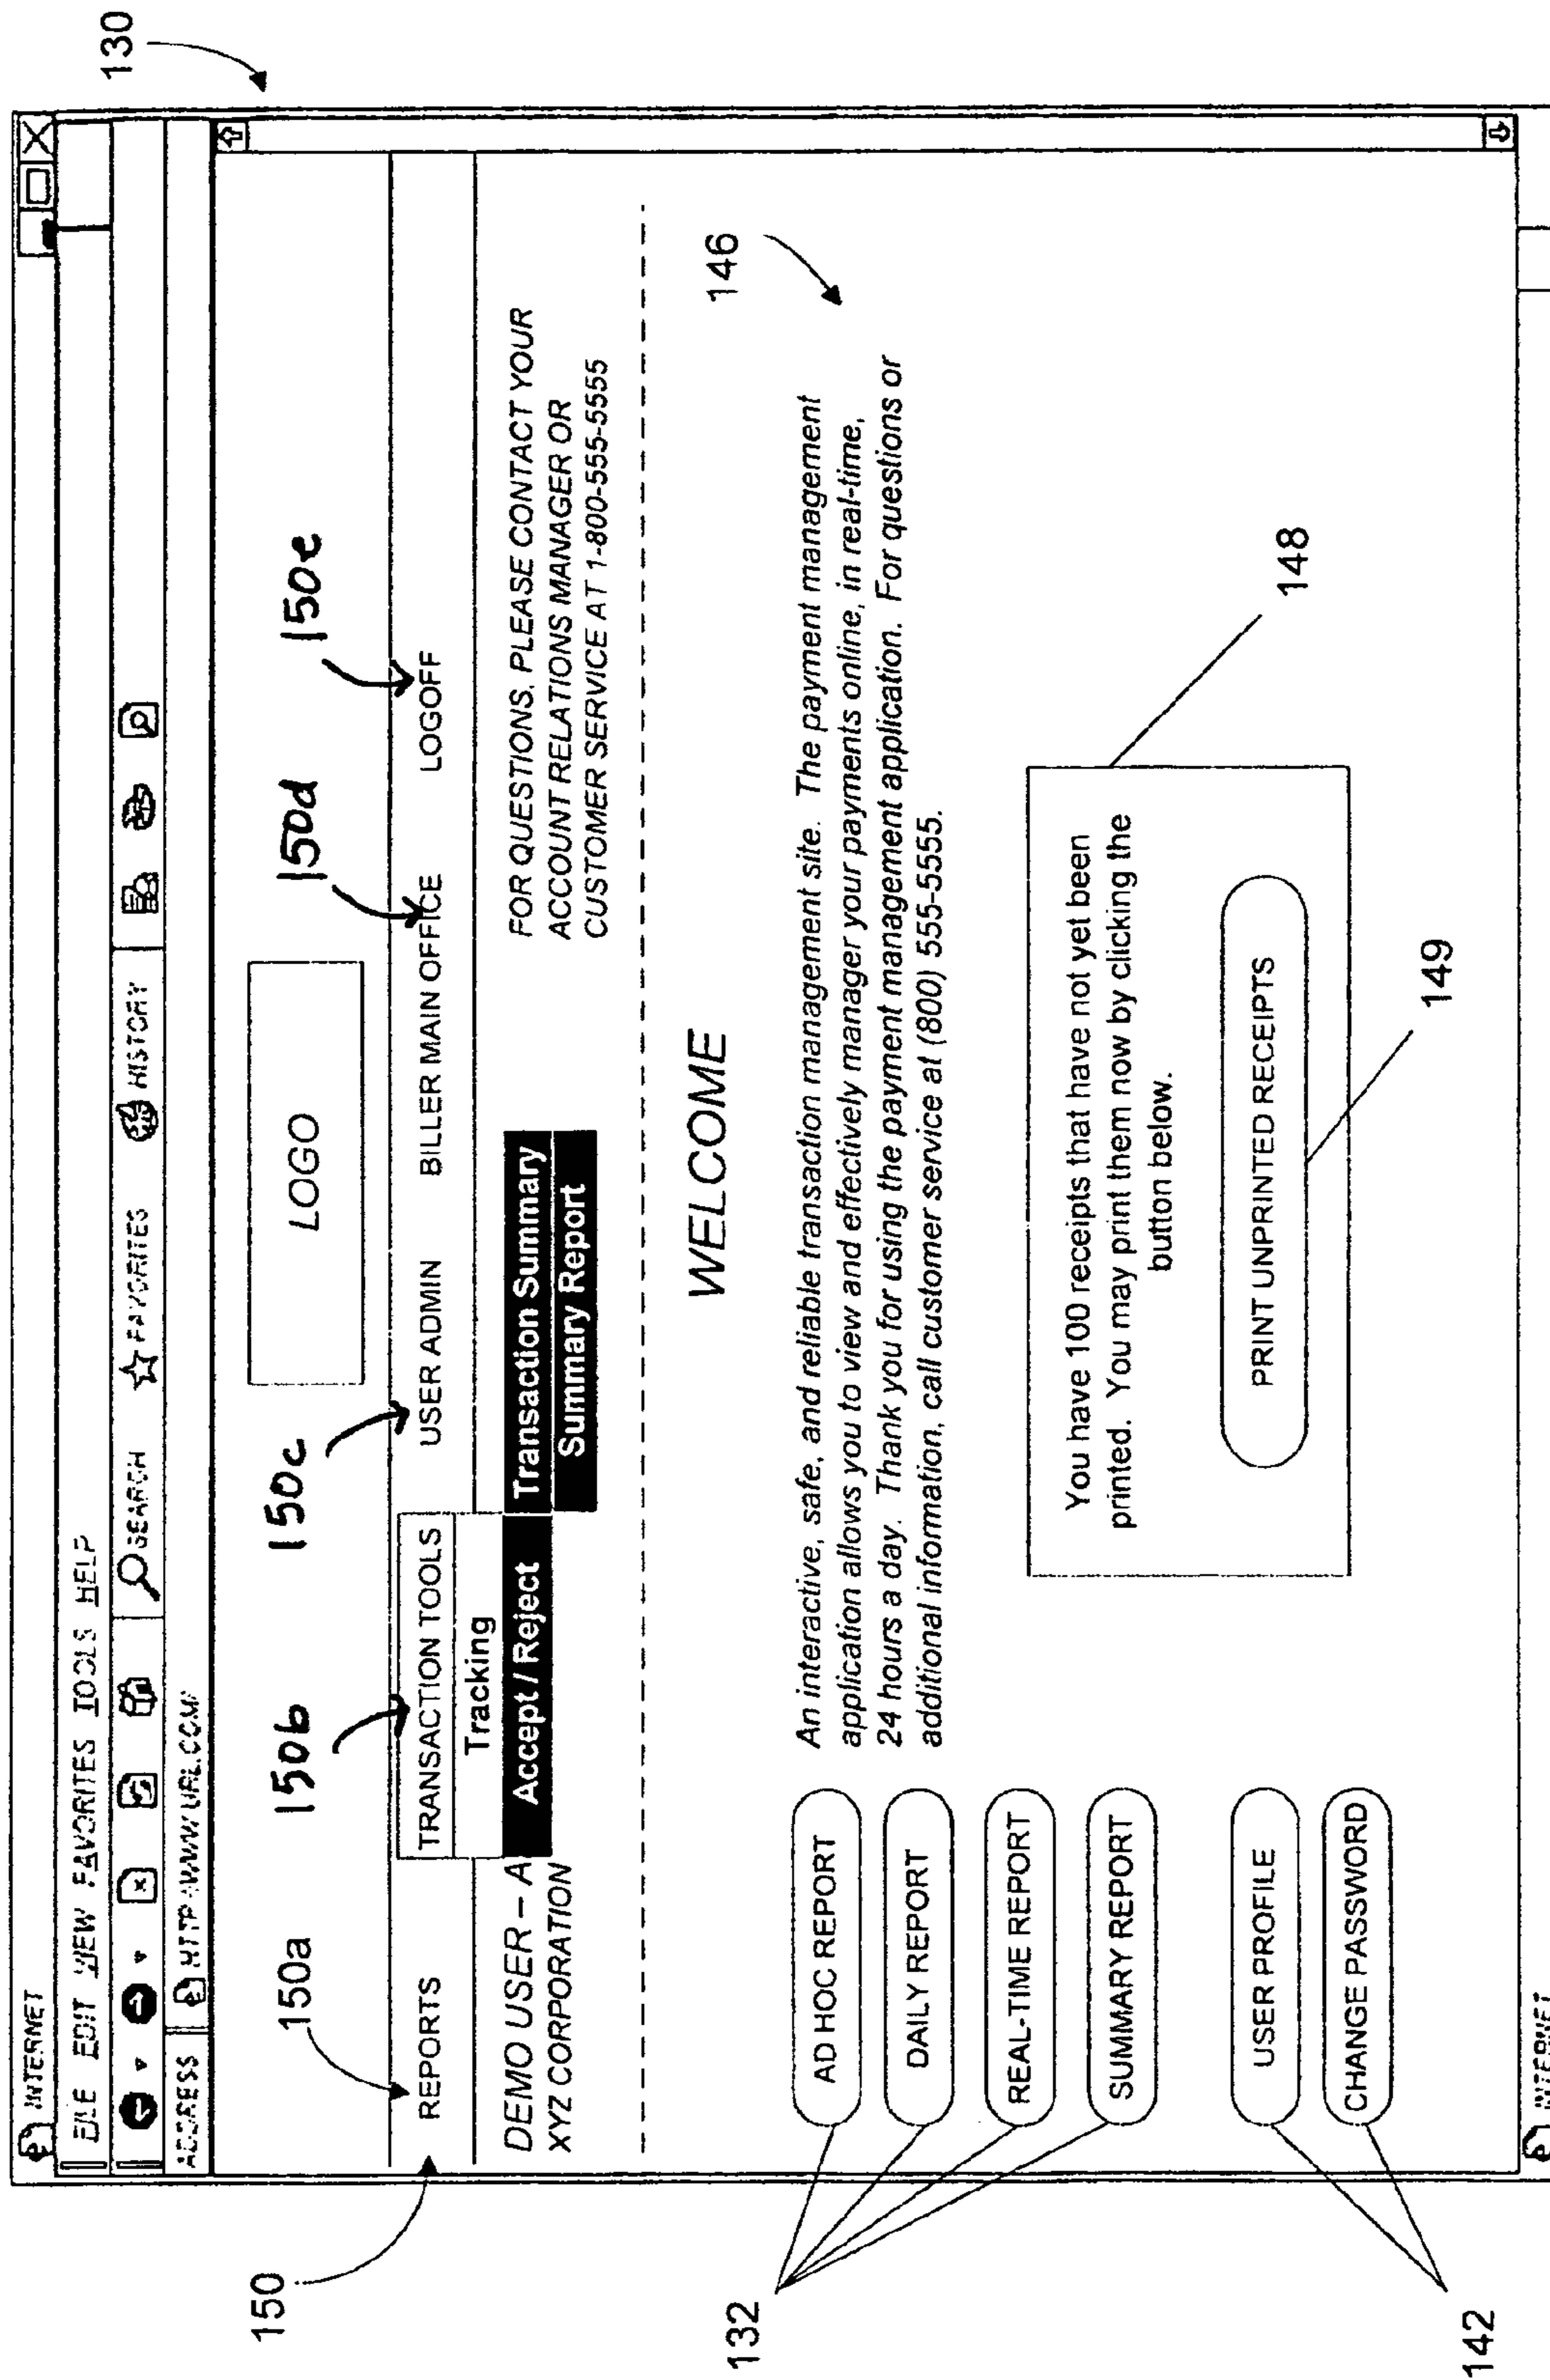 130
INTERNET
FILE EDIT VIEW FAVORITES TOOLS HELP
SEARCH FAVORITES HISTORY
ADDRESS HTTP://WWW.URL.COM/
LOGO
150
150a
150b
150c
150d
150e
REPORTS TRANSACTION TOOLS USER ADMIN BILLER MAIN OFFICE LOGOFF
Tracking
Accept / Reject Transaction Summary
Summary Report
DEMO USER – A
XYZ CORPORATION
FOR QUESTIONS, PLEASE CONTACT YOUR
ACCOUNT RELATIONS MANAGER OR
CUSTOMER SERVICE AT 1-800-555-5555
WELCOME
146
An interactive, safe, and reliable transaction management site. The payment management
application allows you to view and effectively manager your payments online, in real-time,
24 hours a day. Thank you for using the payment management application. For questions or
additional information, call customer service at (800) 555-5555.
132
AD HOC REPORT
DAILY REPORT
REAL-TIME REPORT
SUMMARY REPORT
USER PROFILE
CHANGE PASSWORD
142
You have 100 receipts that have not yet been
printed. You may print them now by clicking the
button below.
PRINT UNPRINTED RECEIPTS
148
149
INTERNET